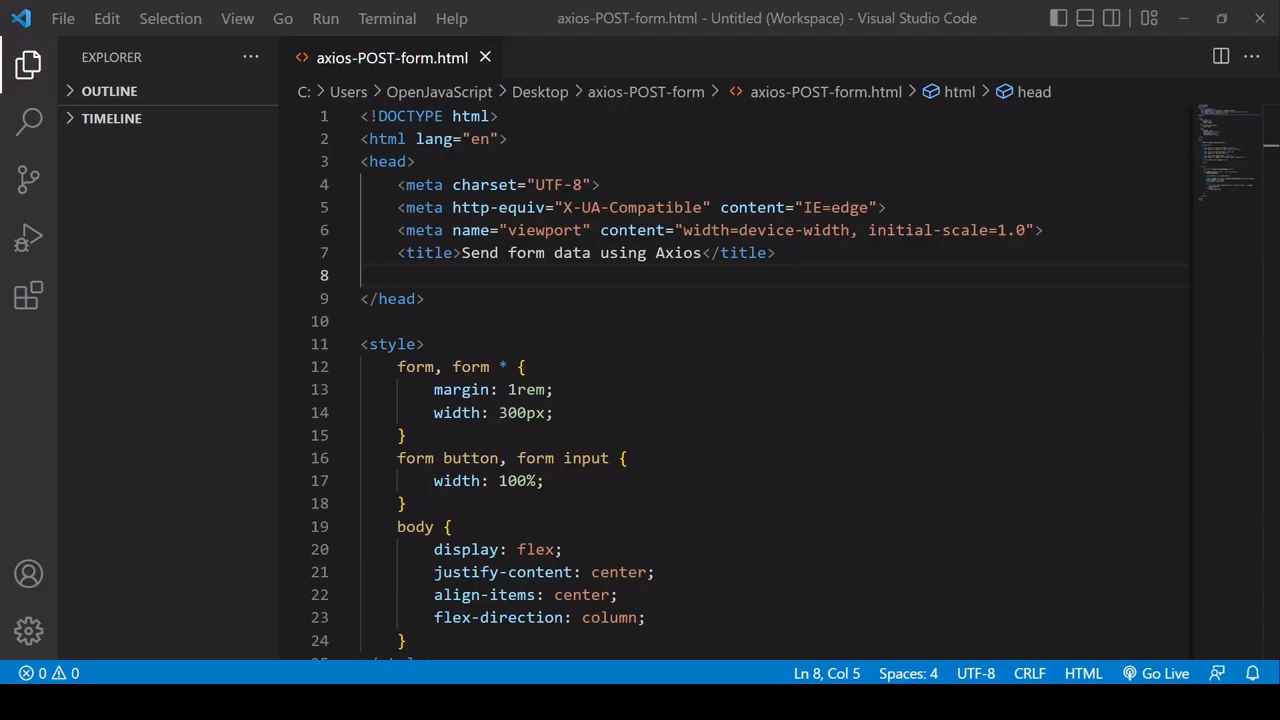 File Edit Selection View Go Run Terminal Help axios-POST-form.html - Untitled (Workspace) - Visual Studio Code
EXPLORER
OUTLINE
TIMELINE
axios-POST-form.html
C: > Users > OpenJavaScript > Desktop > axios-POST-form > axios-POST-form.html > html > head
1 <!DOCTYPE html>
2 <html lang="en">
3 <head>
4     <meta charset="UTF-8">
5     <meta http-equiv="X-UA-Compatible" content="IE=edge">
6     <meta name="viewport" content="width=device-width, initial-scale=1.0">
7     <title>Send form data using Axios</title>
8
9 </head>
10
11 <style>
12     form, form * {
13         margin: 1rem;
14         width: 300px;
15     }
16     form button, form input {
17         width: 100%;
18     }
19     body {
20         display: flex;
21         justify-content: center;
22         align-items: center;
23         flex-direction: column;
24     }
0 0 Ln 8, Col 5 Spaces: 4 UTF-8 CRLF HTML Go Live